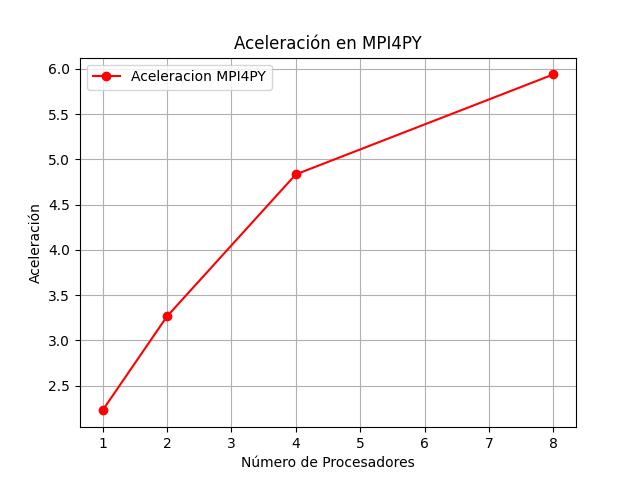 Aceleración en MPI4PY
Aceleracion MPI4PY
6.0
5.5
5.0
4.5
4.0
3.5
3.0
2.5
Aceleración
1 2 3 4 5 6 7 8
Número de Procesadores